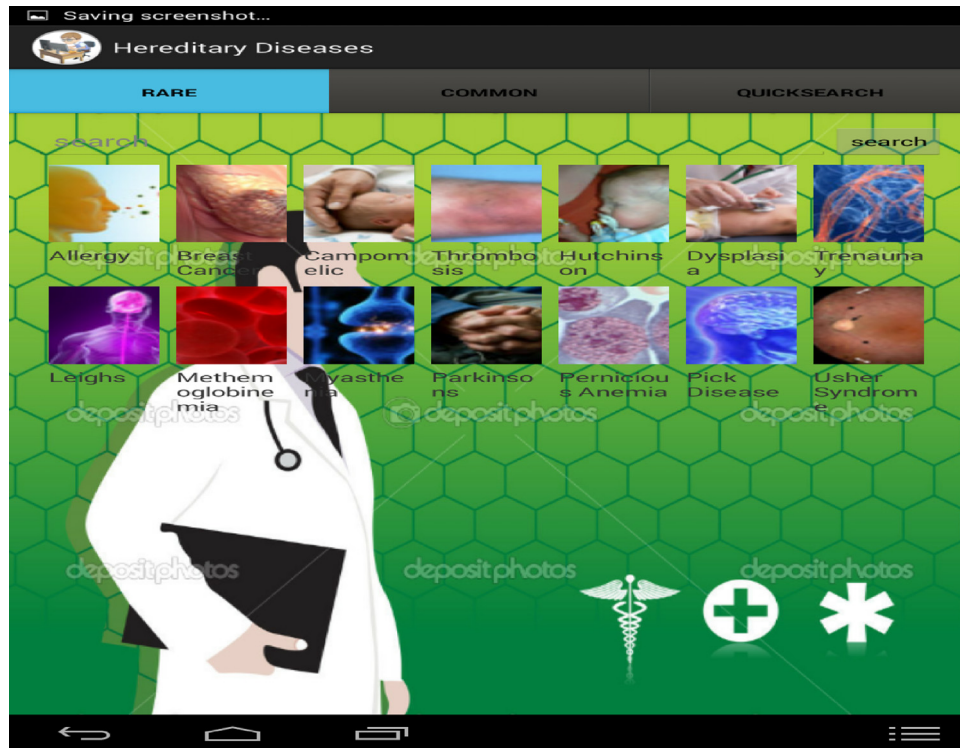 Saving screenshot...
Hereditary Diseases
RARE
COMMON
QUICKSEARCH
search
search
Allergy
Breast
Cancer
Campom
elic
Thrombo
sis
Hutchins
on
Dysplasi
a
Trenauna
y
Leighs
Methem
oglobine
mia
Myasthe
nia
Parkinso
ns
Perniciou
s Anemia
Pick
Disease
Usher
Syndrom
e
depositphotos
depositphotos
depositphotos
depositphotos
depositphotos
depositphotos
depositphotos
depositphotos
depositphotos